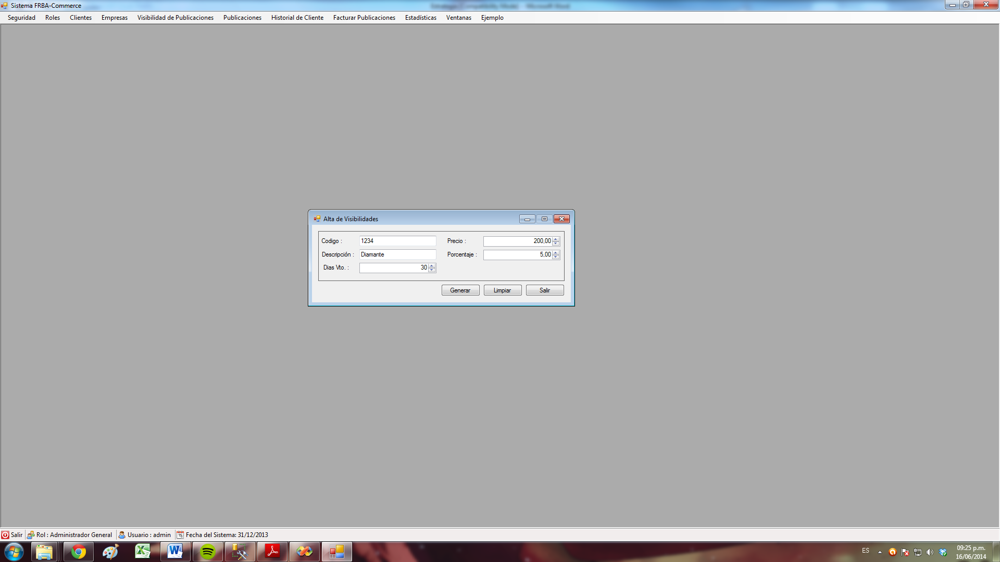 Sistema FRBA-Commerce
Seguridad Roles Clientes Empresas Visibilidad de Publicaciones Publicaciones Historial de Cliente Facturar Publicaciones Estadísticas Ventanas Ejemplo
Alta de Visibilidades
Codigo : 1234 Precio : 200,00
Descripción : Diamante Porcentaje : 5,00
Dias Vto. : 30
Generar Limpiar Salir
Salir Rol : Administrador General Usuario : admin 15 Fecha del Sistema: 31/12/2013
ES 09:25 p.m.
16/06/2014